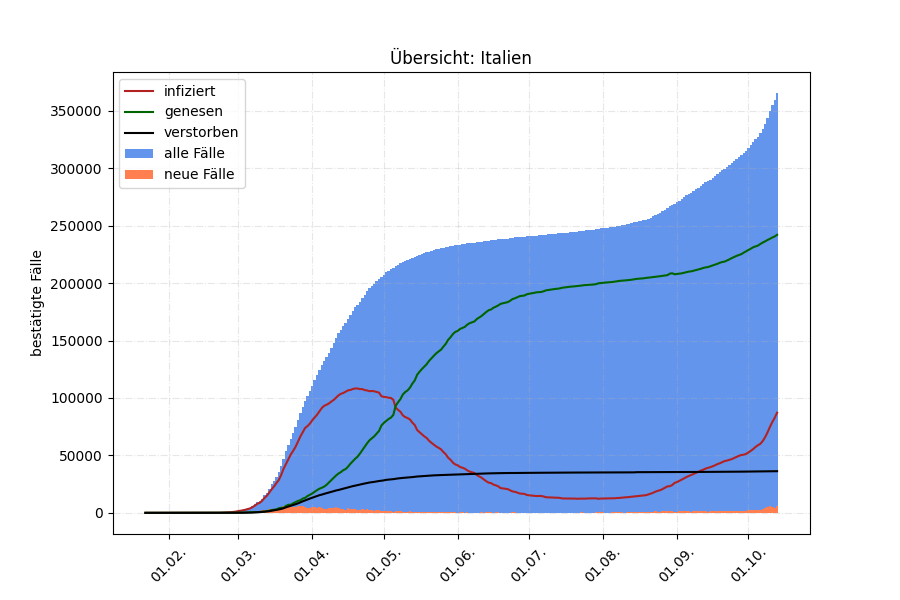 Übersicht: Italien
infiziert
genesen
verstorben
alle Fälle
neue Fälle
bestätigte Fälle
350000
300000
250000
200000
150000
100000
50000
0
01.02.
01.03.
01.04.
01.05.
01.06.
01.07.
01.08.
01.09.
01.10.